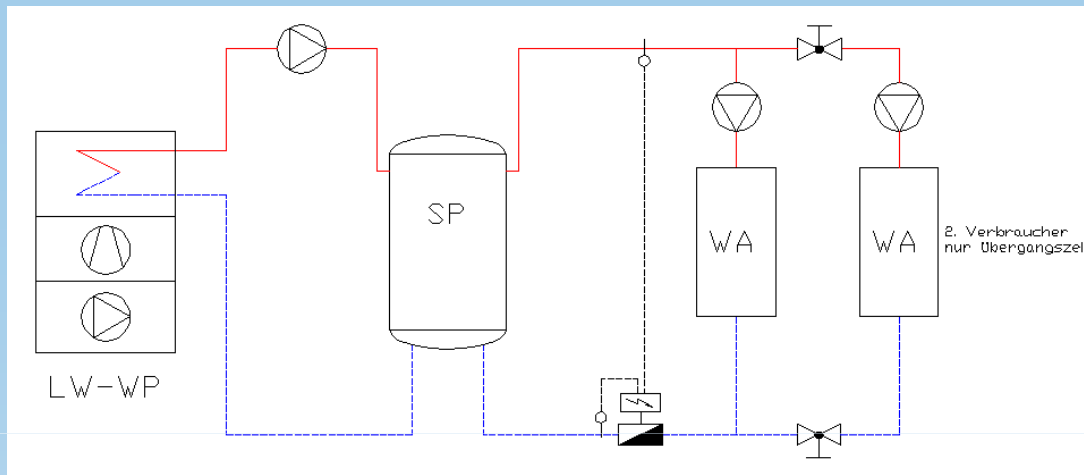 SP
WA
WA
2. Verbraucher
nur Übergangszei
LW-WP